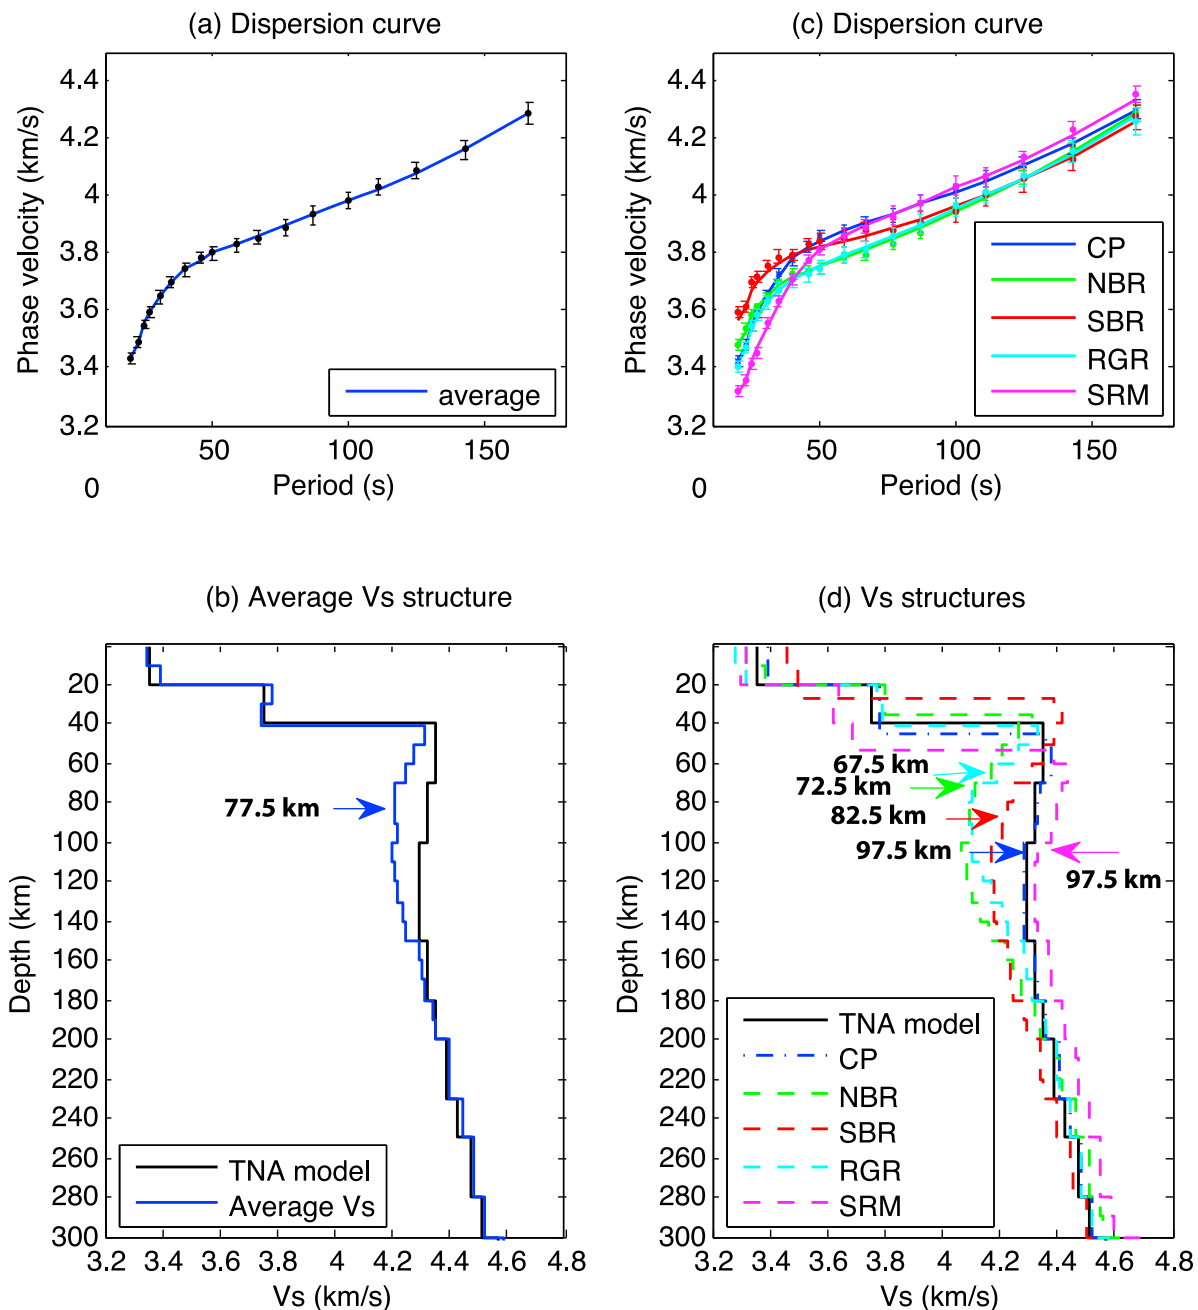 (a) Dispersion curve
4.4
4.2
4
3.8
3.6
3.4
3.2
Phase velocity (km/s)
average
50
100
150
0
Period (s)
(c) Dispersion curve
4.4
4.2
4
3.8
3.6
3.4
3.2
Phase velocity (km/s)
CP
NBR
SBR
RGR
SRM
50
100
150
0
Period (s)
(b) Average Vs structure
20
40
60
80
100
120
140
160
180
200
220
240
260
280
300
Depth (km)
77.5 km
TNA model
Average Vs
3.2
3.4
3.6
3.8
4
4.2
4.4
4.6
4.8
Vs (km/s)
(d) Vs structures
20
40
60
80
100
120
140
160
180
200
220
240
260
280
300
Depth (km)
67.5 km
72.5 km
82.5 km
97.5 km
97.5 km
TNA model
CP
NBR
SBR
RGR
SRM
3.2
3.4
3.6
3.8
4
4.2
4.4
4.6
4.8
Vs (km/s)